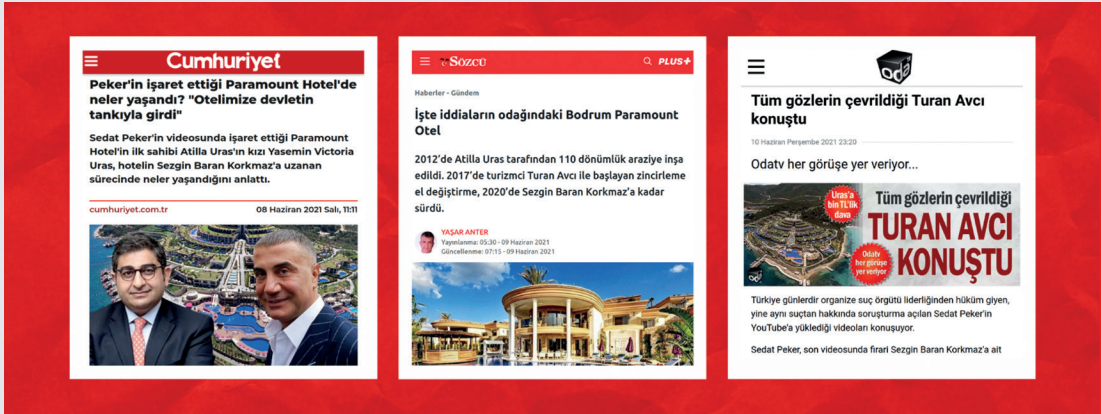 Cumhuriyet
Peker'in işaret ettiği Paramount Hotel'de
neler yaşandı? "Otelimize devletin
tankıyla girdi"
Sedat Peker'in videosunda işaret ettiği Paramount
Hotel'in ilk sahibi Atilla Uras'ın kızı Yasemin Victoria
Uras, hotelin Sezgin Baran Korkmaz'a uzanan
sürecinde neler yaşandığını anlattı.
cumhuriyet.com.tr
08 Haziran 2021 Salı, 11:11
SÖZCÜ
PLUS+
Haberler - Gündem
İşte iddiaların odağındaki Bodrum Paramount
Otel
2012'de Atilla Uras tarafından 110 dönümlük araziye inşa
edildi. 2017'de turizmci Turan Avcı ile başlayan zincirleme
el değiştirme, 2020'de Sezgin Baran Korkmaz'a kadar
sürdü.
YAŞAR ANTER
Yayınlanma: 05:30 - 09 Haziran 2021
Güncellenme: 07:15 - 09 Haziran 2021
oda
Tüm gözlerin çevrildiği Turan Avcı
konuştu
10 Haziran Perşembe 2021 23:20
Odatv her görüşe yer veriyor...
Uras'a
bin TL'lik
dava
Tüm gözlerin çevrildiği
TURAN AVCI
KONUŞTU
Odatv
her görüşe
yer veriyor
oda
Türkiye günlerdir organize suç örgütü liderliğinden hüküm giyen,
yine aynı suçtan hakkında soruşturma açılan Sedat Peker'in
YouTube'a yüklediği videoları konuşuyor.
Sedat Peker, son videosunda firari Sezgin Baran Korkmaz'a ait